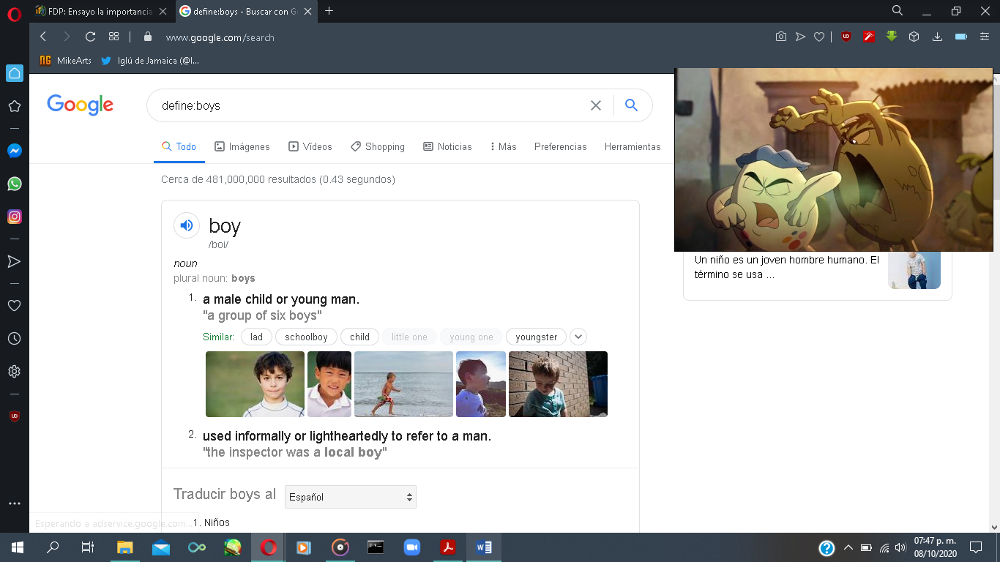 FDP: Ensayo la importancia
define:boys - Buscar con G
www.google.com/search
MikeArts
Iglú de Jamaica (@I...
Google
define:boys
Todo
Imágenes
Vídeos
Shopping
Noticias
Más
Preferencias
Herramientas
Cerca de 481,000,000 resultados (0.43 segundos)
boy
/boi/
noun
plural noun: boys
1. a male child or young man.
"a group of six boys"
Similar: lad schoolboy child little one young one youngster
2. used informally or lightheartedly to refer to a man.
"the inspector was a local boy"
Traducir boys al Español
1. Niños
Un niño es un joven hombre humano. El
término se usa ...
Esperando a adservice.google.com...
07:47 p. m.
08/10/2020